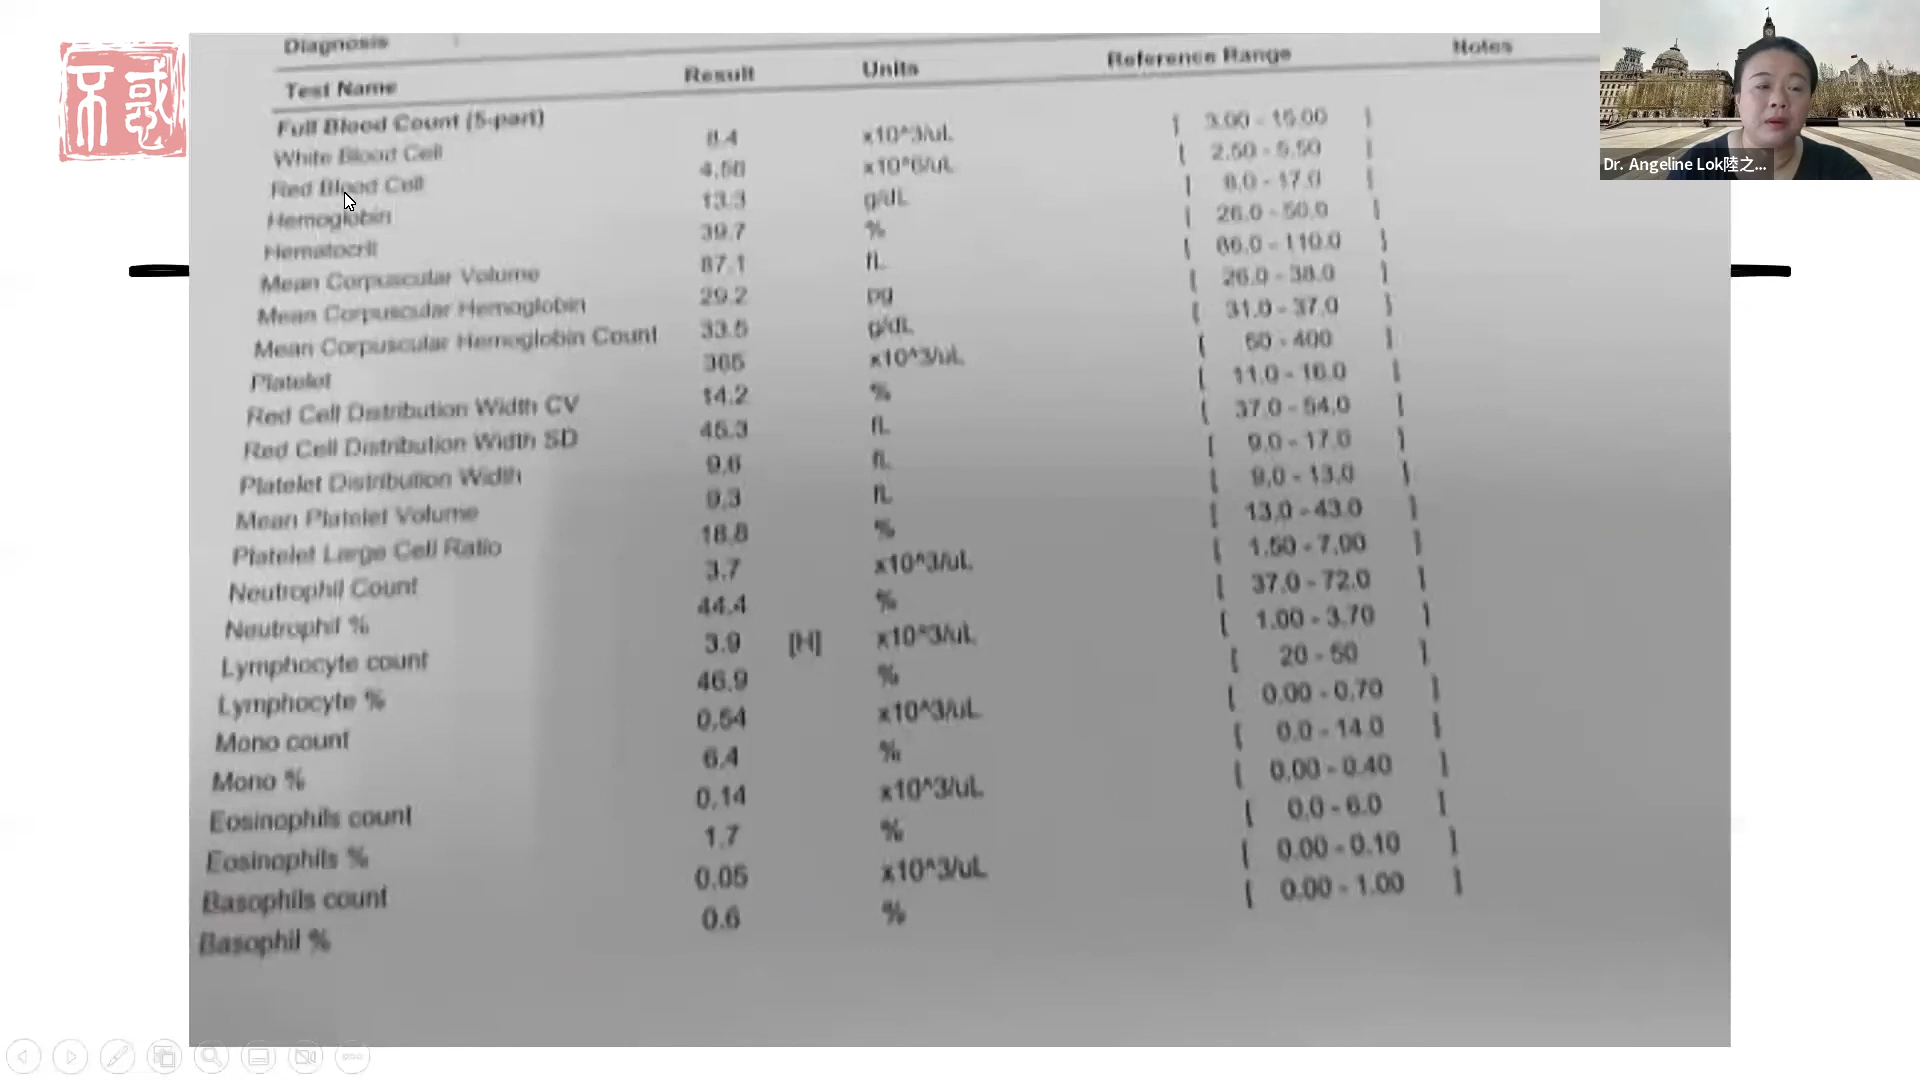 不惑
Diagnosis
Test Name Result Units Reference Range Notes
Full Blood Count (5-part)
White Blood Cell 8.4 x10^3/uL [ 3.00 - 15.00 ]
Red Blood Cell 4.56 x10^6/uL [ 2.50 - 5.50 ]
Hemoglobin 13.3 g/dL [ 8.0 - 17.0 ]
Hematocrit 39.7 % [ 26.0 - 50.0 ]
Mean Corpuscular Volume 87.1 fL [ - 110.0 ]
Mean Corpuscular Hemoglobin 29.2 pg [ 26.0 - 38.0 ]
Mean Corpuscular Hemoglobin Count 33.5 g/dL [ 31.0 - 37.0 ]
Platelet 365 x10^3/uL [ - 400 ]
Red Cell Distribution Width CV 14.2 % [ 11.0 - 16.0 ]
Red Cell Distribution Width SD 45.3 fL [ 37.0 - 54.0 ]
Platelet Distribution Width 9.6 fL [ 9.0 - 17.0 ]
Mean Platelet Volume 9.3 fL [ 9.0 - 13.0 ]
Platelet Large Cell Ratio 18.8 % [ 13.0 - 43.0 ]
Neutrophil Count 3.7 x10^3/uL [ 1.50 - 7.00 ]
Neutrophil % 44.4 % [ 37.0 - 72.0 ]
Lymphocyte count 3.9 [H] x10^3/uL [ 1.00 - 3.70 ]
Lymphocyte % 46.9 % [ 20 - 50 ]
Mono count 0.54 x10^3/uL [ 0.00 - 0.70 ]
Mono % 6.4 % [ 0.0 - 14.0 ]
Eosinophils count 0.14 x10^3/uL [ 0.00 - 0.40 ]
Eosinophils % 1.7 % [ 0.0 - 6.0 ]
Basophils count 0.05 x10^3/uL [ 0.00 - 0.10 ]
Basophil % 0.6 % [ 0.00 - 1.00 ]
Dr. Angeline Lok陸之...